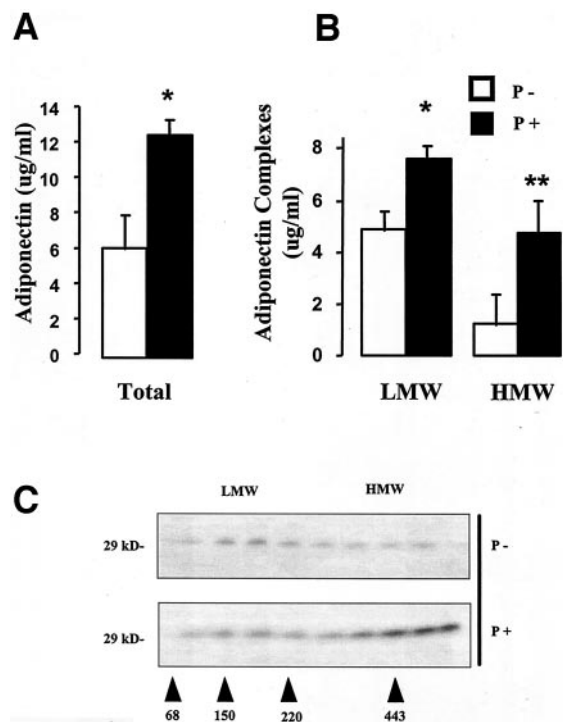 A
Adiponectin (ug/ml)
14
12
10
8
6
4
2
0
*
Total
B
Adiponectin Complexes
(ug/ml)
8
6
4
2
0
*
**
P -
P +
LMW
HMW
C
LMW
HMW
29 kD-
P -
29 kD-
P +
68
150
220
443